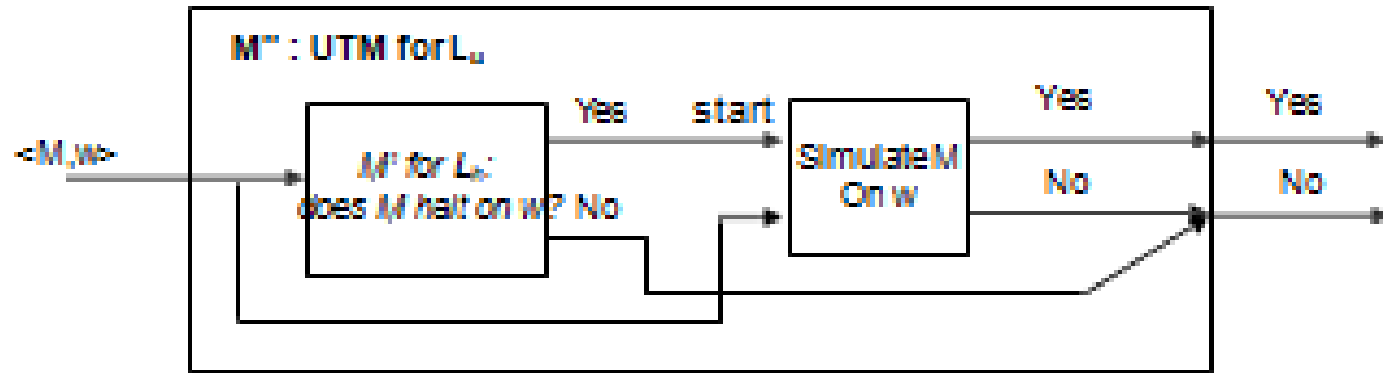 M" : UTM for Lu
<M,w>
M' for Lh:
does M halt on w?
Yes
No
start
Simulate M
On w
Yes
No
Yes
No